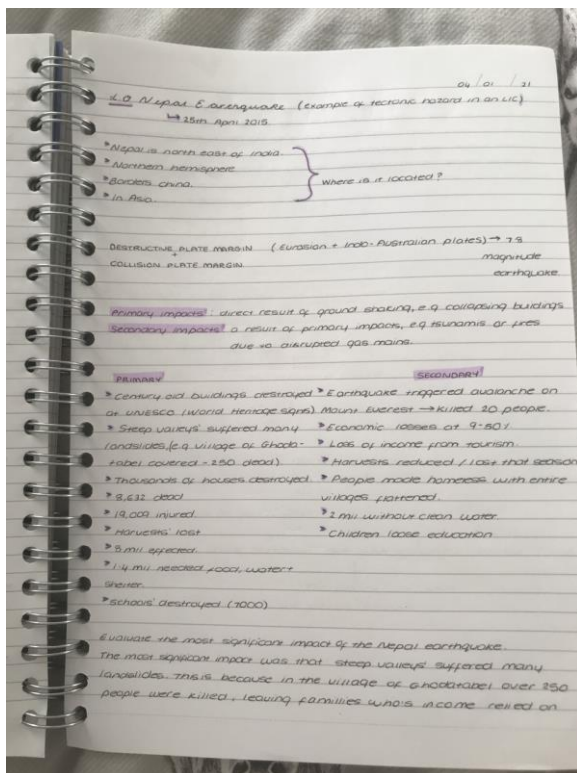 04/01/21
LO Nepal Earthquake (example of tectonic hazard in an LIC)
↳ 25th April 2015.
➤ Nepal is north east of India.
➤ Northern hemisphere
➤ Borders China.
➤ In Asia.
Where is it located?
DESTRUCTIVE PLATE MARGIN (Eurasian + Indo-Australian plates) → 7.8
+
COLLISION PLATE MARGIN.
magnitude
earthquake.
Primary impacts: direct result of ground shaking, e.g collapsing buildings
Secondary impacts: a result of primary impacts, e.g tsunamis or fires
due to disrupted gas mains.
PRIMARY
➤ Century old buildings destroyed
at UNESCO (World Heritage signs)
➤ Steep valleys' suffered many
landslides, (e.g village of Ghoda-
tabel covered - 250 dead)
➤ Thousands of houses destroyed.
➤ 8,632 dead
➤ 19,009 injured.
➤ Harvests' lost
➤ 8 mil effected.
➤ 1.4 mil needed food, water +
shelter.
➤ Schools' destroyed (7000)
SECONDARY
➤ Earthquake triggered avalanche on
Mount Everest → killed 20 people.
➤ Economic losses at 9-50%
➤ Loss of income from tourism.
➤ Harvests reduced / lost that season
➤ People made homeless with entire
villages flattened.
➤ 2 mil without clean water.
➤ Children loose education
Evaluate the most significant impact of the Nepal earthquake.
The most significant impact was that steep valleys' suffered many
landslides. This is because in the village of Ghodatabel over 250
people were killed, leaving famillies who's income relied on